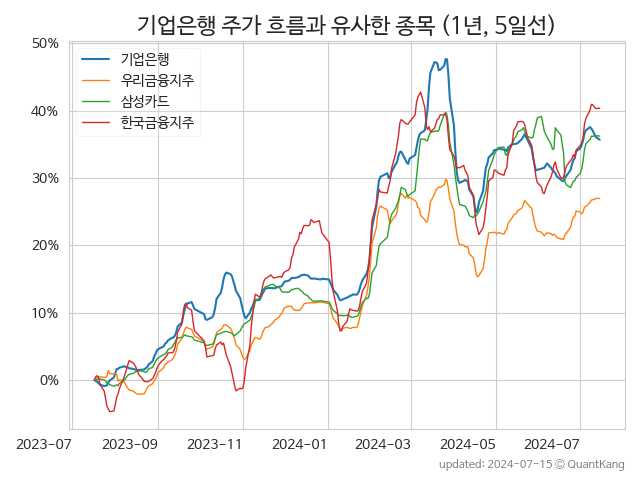 기업은행 주가 흐름과 유사한 종목 (1년, 5일선)
기업은행
우리금융지주
삼성카드
한국금융지주
50%
40%
30%
20%
10%
0%
2023-07 2023-09 2023-11 2024-01 2024-03 2024-05 2024-07
updated: 2024-07-15 © QuantKang